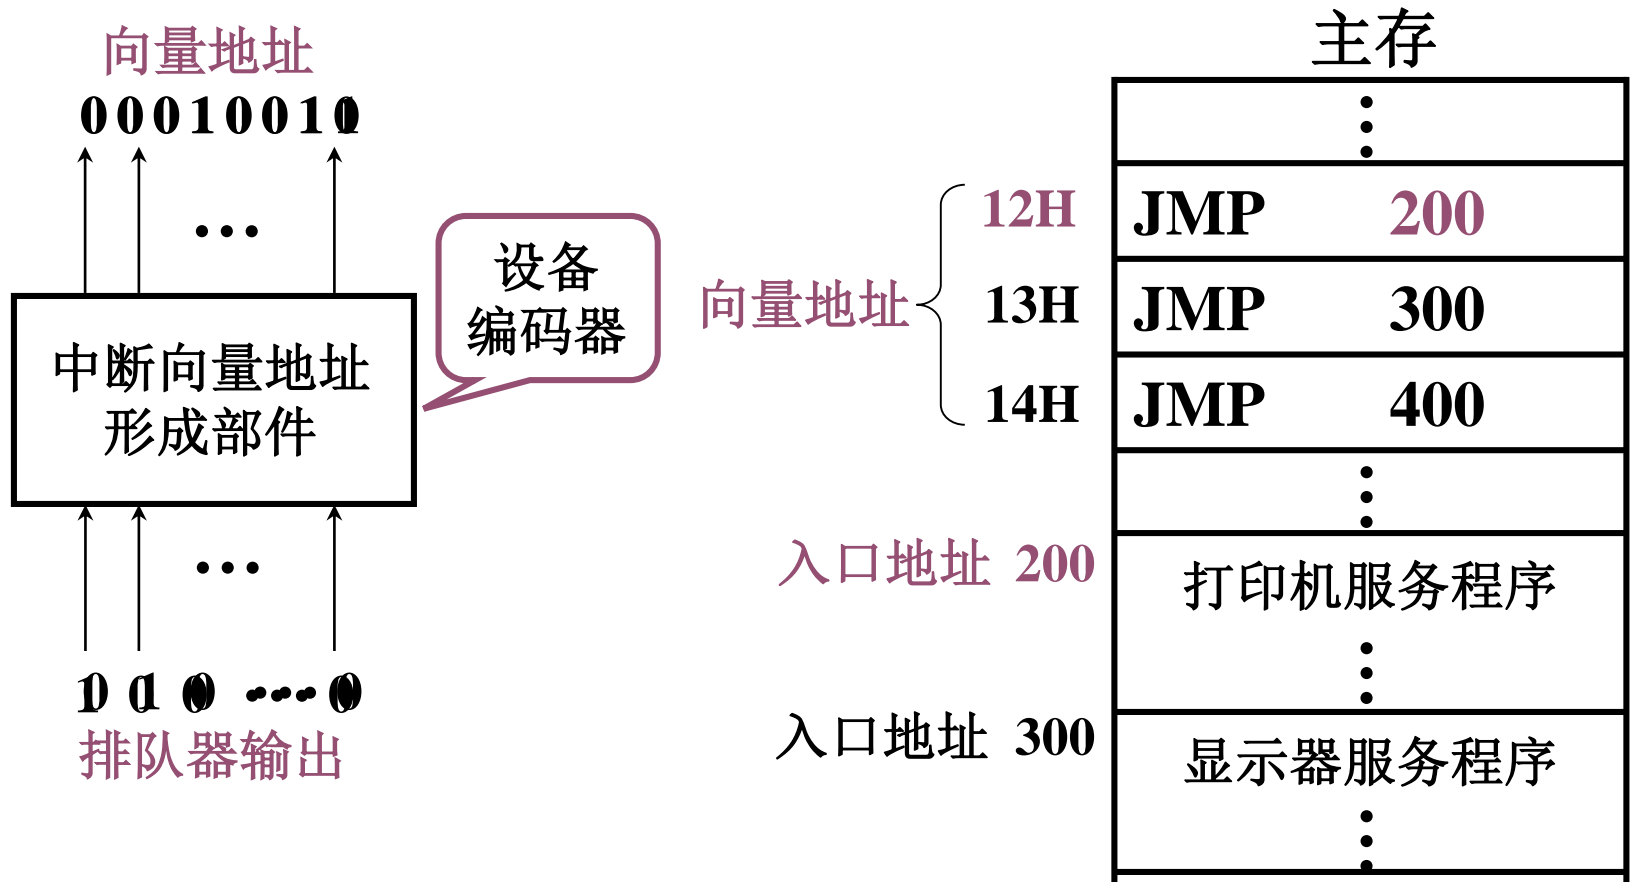 向量地址
0001001
设备
编码器
中断向量地址
形成部件
…
…
排队器输出
主存
向量地址
12H JMP 200
13H JMP 300
14H JMP 400
入口地址 200
打印机服务程序
入口地址 300
显示器服务程序